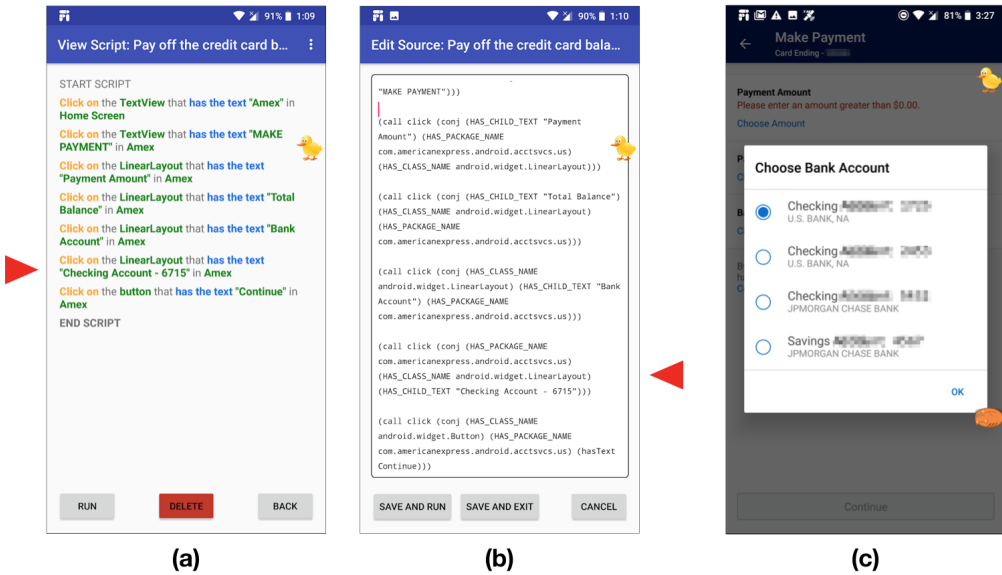 91% 1:09
View Script: Pay off the credit card b...
START SCRIPT
Click on the TextView that has the text "Amex" in
Home Screen
Click on the TextView that has the text "MAKE
PAYMENT" in Amex
Click on the LinearLayout that has the text
"Payment Amount" in Amex
Click on the LinearLayout that has the text "Total
Balance" in Amex
Click on the LinearLayout that has the text "Bank
Account" in Amex
Click on the LinearLayout that has the text
"Checking Account - 6715" in Amex
Click on the button that has the text "Continue" in
Amex
END SCRIPT
RUN
DELETE
BACK
(a)
90% 1:10
Edit Source: Pay off the credit card bala...
"MAKE PAYMENT")))
(call click (conj (HAS_CHILD_TEXT "Payment
Amount") (HAS_PACKAGE_NAME
com.americanexpress.android.acctsvcs.us)
(HAS_CLASS_NAME android.widget.LinearLayout)))
(call click (conj (HAS_CHILD_TEXT "Total Balance")
(HAS_CLASS_NAME android.widget.LinearLayout)
(HAS_PACKAGE_NAME
com.americanexpress.android.acctsvcs.us)))
(call click (conj (HAS_CLASS_NAME
android.widget.LinearLayout) (HAS_CHILD_TEXT "Bank
Account") (HAS_PACKAGE_NAME
com.americanexpress.android.acctsvcs.us)))
(call click (conj (HAS_PACKAGE_NAME
com.americanexpress.android.acctsvcs.us)
(HAS_CLASS_NAME android.widget.LinearLayout)
(HAS_CHILD_TEXT "Checking Account - 6715")))
(call click (conj (HAS_CLASS_NAME
android.widget.Button) (HAS_PACKAGE_NAME
com.americanexpress.android.acctsvcs.us) (hasText
Continue)))
SAVE AND RUN
SAVE AND EXIT
CANCEL
(b)
81% 3:27
Make Payment
Card Ending -
Payment Amount
Please enter an amount greater than $0.00.
Choose Amount
Choose Bank Account
Checking
U.S. BANK, NA
Checking
U.S. BANK, NA
Checking
JPMORGAN CHASE BANK
Savings
JPMORGAN CHASE BANK
OK
Continue
(c)